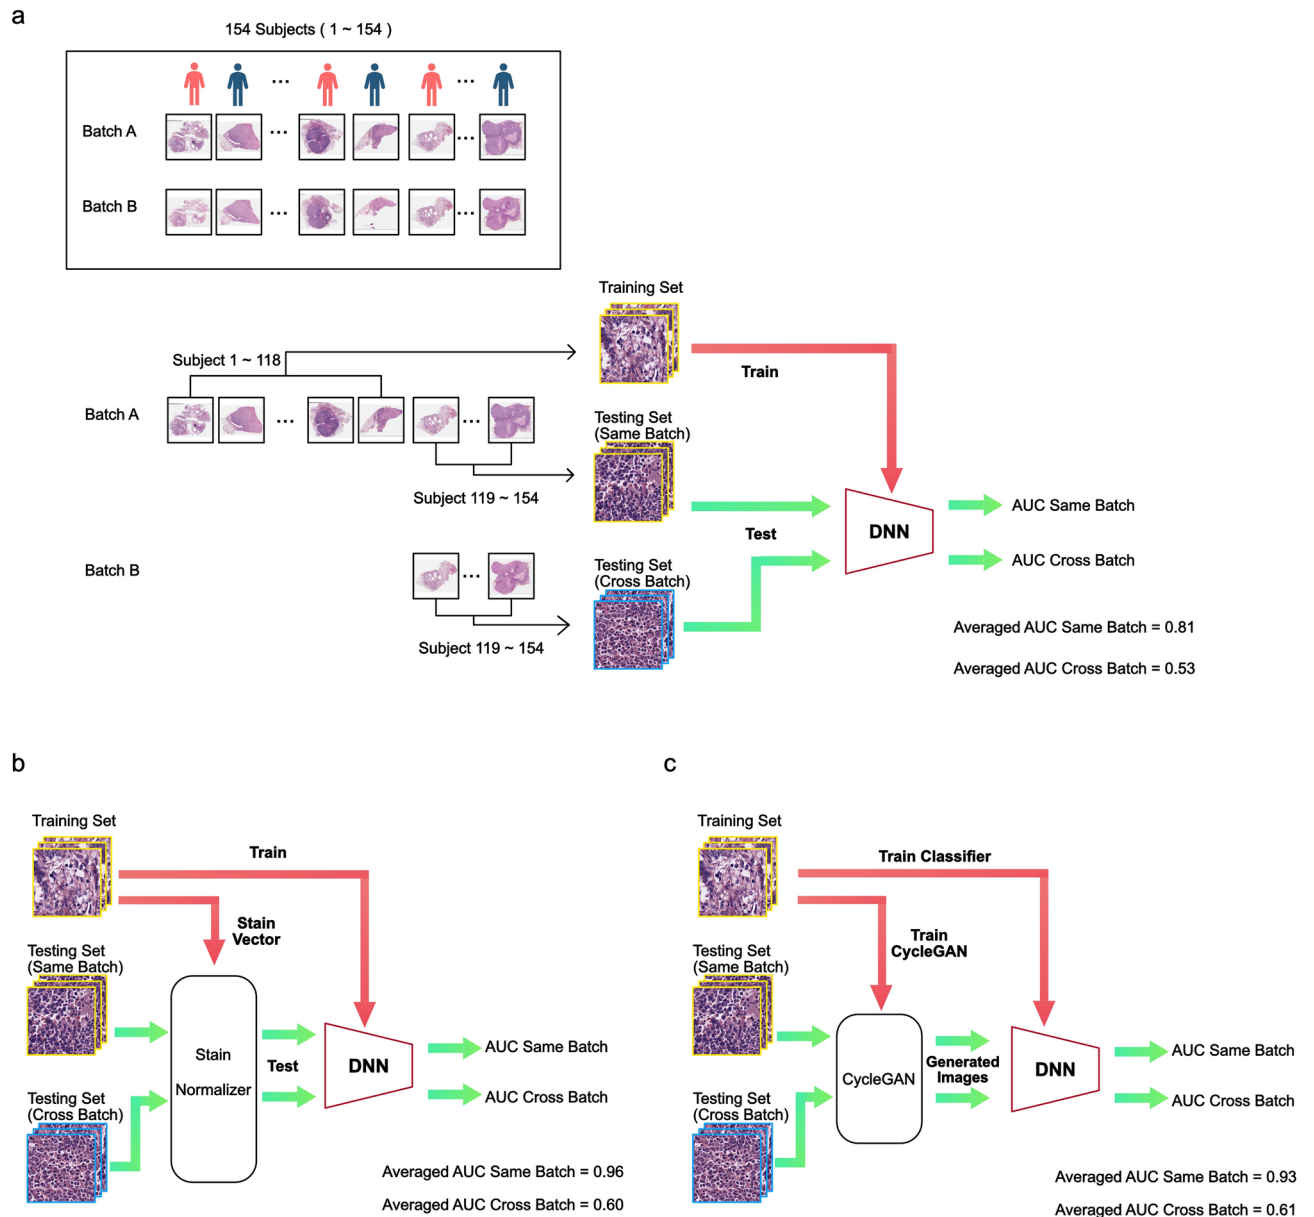 a
154 Subjects ( 1 ~ 154 )
...
...
Batch A
...
...
Batch B
...
...
Training Set
Subject 1 ~ 118
Train
Batch A
...
...
Testing Set
(Same Batch)
Subject 119 ~ 154
Test
DNN
AUC Same Batch
AUC Cross Batch
Batch B
...
Testing Set
(Cross Batch)
Subject 119 ~ 154
Averaged AUC Same Batch = 0.81
Averaged AUC Cross Batch = 0.53
b
Training Set
Train
Stain
Vector
Testing Set
(Same Batch)
Stain
Normalizer
Test
DNN
AUC Same Batch
AUC Cross Batch
Testing Set
(Cross Batch)
Averaged AUC Same Batch = 0.96
Averaged AUC Cross Batch = 0.60
c
Training Set
Train Classifier
Train
CycleGAN
Testing Set
(Same Batch)
CycleGAN
Generated
Images
DNN
AUC Same Batch
AUC Cross Batch
Testing Set
(Cross Batch)
Averaged AUC Same Batch = 0.93
Averaged AUC Cross Batch = 0.61